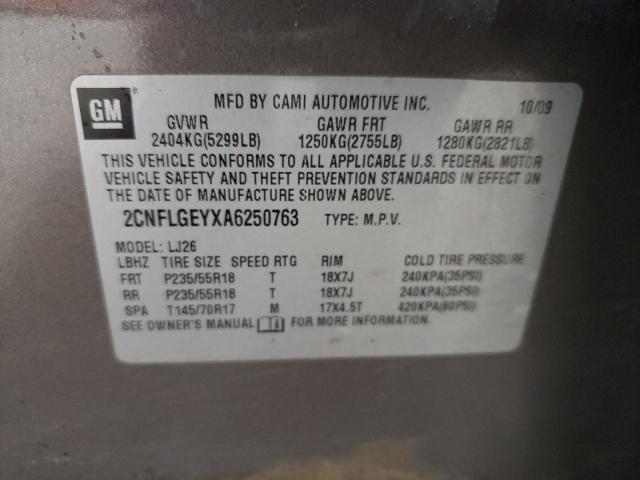 GM
MFD BY CAMI AUTOMOTIVE INC. 10/09
GVWR GAWR FRT GAWR RR
2404KG(5299LB) 1250KG(2755LB) 1280KG(2821LB)
THIS VEHICLE CONFORMS TO ALL APPLICABLE U.S. FEDERAL MOTOR
VEHICLE SAFETY AND THEFT PREVENTION STANDARDS IN EFFECT ON
THE DATE OF MANUFACTURE SHOWN ABOVE.
2CNFLGEYXA6250763 TYPE: M.P.V.
MODEL: LJ26
LBHZ TIRE SIZE SPEED RTG RIM COLD TIRE PRESSURE
FRT P235/55R18 T 18X7J 240KPA(35PSI)
RR P235/55R18 T 18X7J 240KPA(35PSI)
SPA T145/70R17 M 17X4.5T 420KPA(60PSI)
SEE OWNER'S MANUAL FOR MORE INFORMATION.